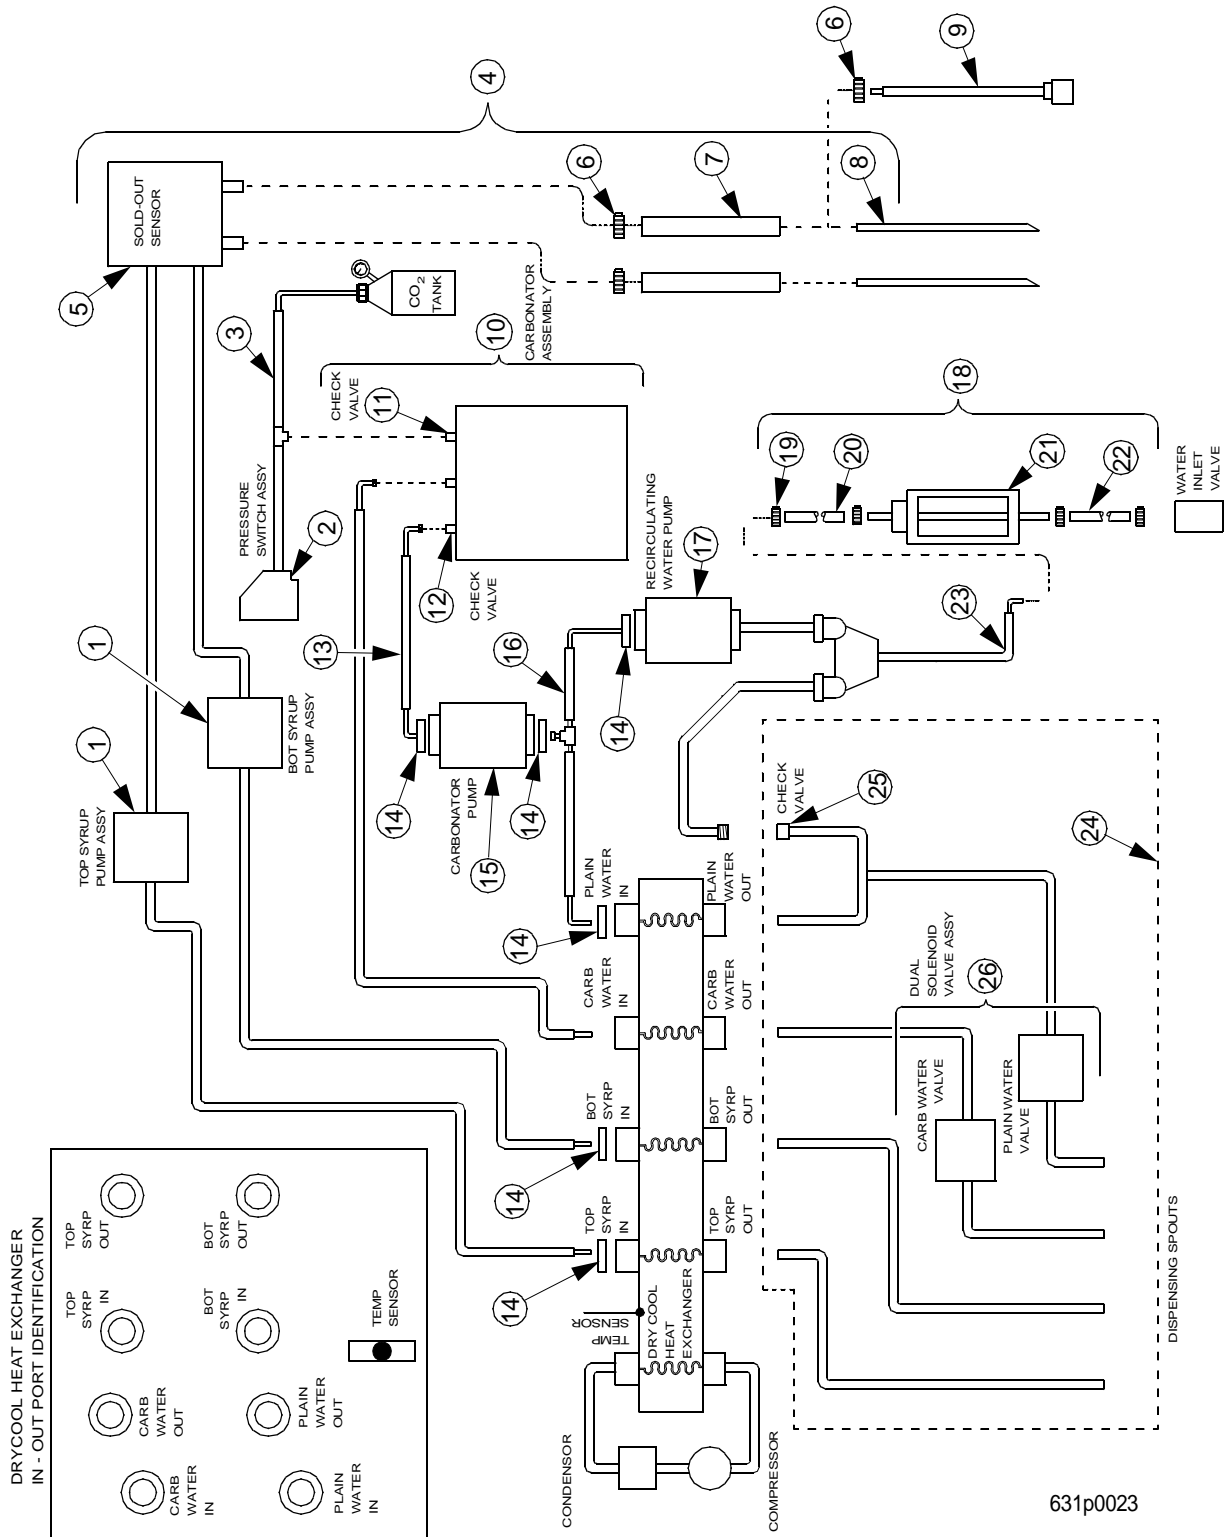 DRYCOOL HEAT EXCHANGER
IN - OUT PORT IDENTIFICATION
TOP
SYRP
OUT
BOT
SYRP
OUT
TOP
SYRP
IN
BOT
SYRP
IN
TEMP
SENSOR
CARB
WATER
OUT
PLAIN
WATER
OUT
CARB
WATER
IN
PLAIN
WATER
IN
SOLD-OUT
SENSOR
5
4
6
9
6
7
8
3
CO2
TANK
PRESSURE
SWITCH ASSY
2
CHECK
VALVE
11
10
CARBONATOR
ASSEMBLY
12
CHECK
VALVE
13
1
BOT SYRUP
PUMP ASSY
1
TOP SYRUP
PUMP ASSY
14
CARBONATOR
PUMP
15
14
16
RECIRCULATING
WATER PUMP
14
17
18
19
20
21
22
WATER
INLET
VALVE
23
14
PLAIN
WATER
IN
CARB
WATER
IN
14
BOT
SYRP
IN
14
TOP
SYRP
IN
PLAIN
WATER
OUT
CARB
WATER
OUT
BOT
SYRP
OUT
TOP
SYRP
OUT
TEMP
SENSOR
DRY COOL
HEAT
EXCHANGER
CONDENSOR
COMPRESSOR
CHECK
VALVE
25
24
DUAL
SOLENOID
VALVE ASSY
26
CARB WATER
VALVE
PLAIN WATER
VALVE
DISPENSING SPOUTS
631p0023